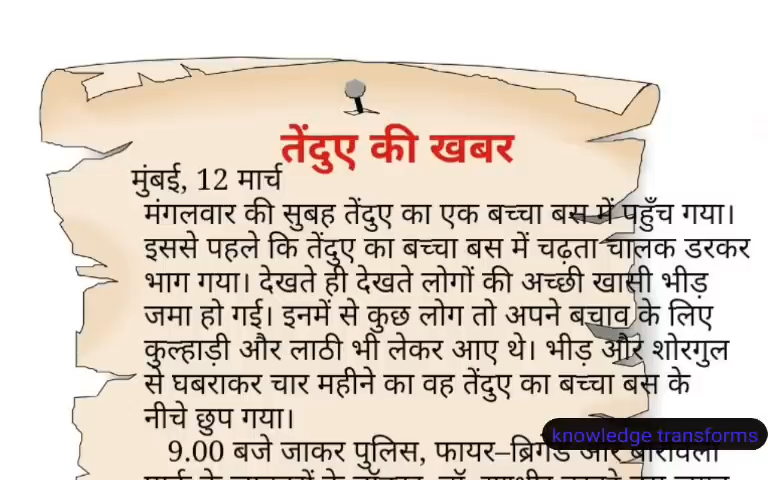 तेंदुए की खबर
मुंबई, 12 मार्च
मंगलवार की सुबह तेंदुए का एक बच्चा बस में पहुँच गया।
इससे पहले कि तेंदुए का बच्चा बस में चढ़ता चालक डरकर
भाग गया। देखते ही देखते लोगों की अच्छी खासी भीड़
जमा हो गई। इनमें से कुछ लोग तो अपने बचाव के लिए
कुल्हाड़ी और लाठी भी लेकर आए थे। भीड़ और शोरगुल
से घबराकर चार महीने का वह तेंदुए का बच्चा बस के
नीचे छुप गया।
knowledge transforms
9.00 बजे जाकर पुलिस, फायर–ब्रिगेड और